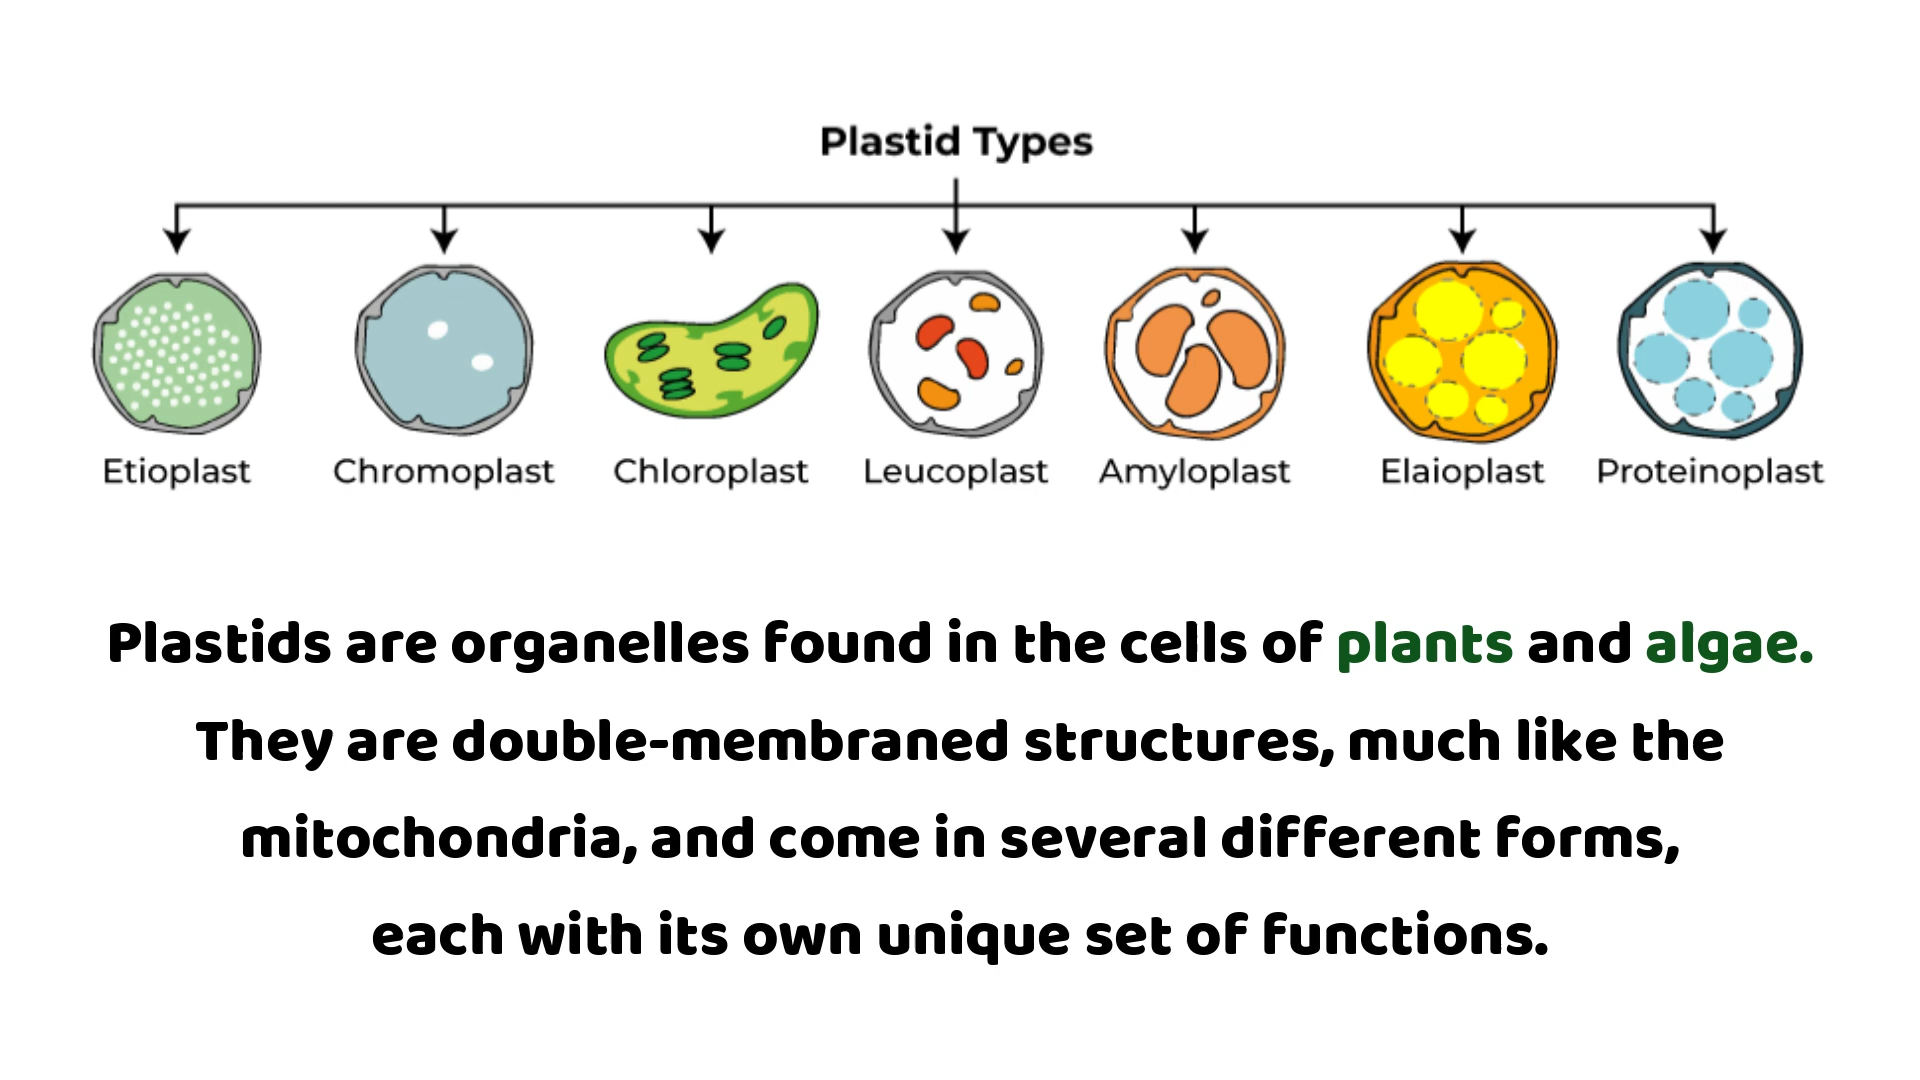 Plastid Types
Etioplast
Chromoplast
Chloroplast
Leucoplast
Amyloplast
Elaioplast
Proteinoplast
Plastids are organelles found in the cells of plants and algae.
They are double-membraned structures, much like the
mitochondria, and come in several different forms,
each with its own unique set of functions.